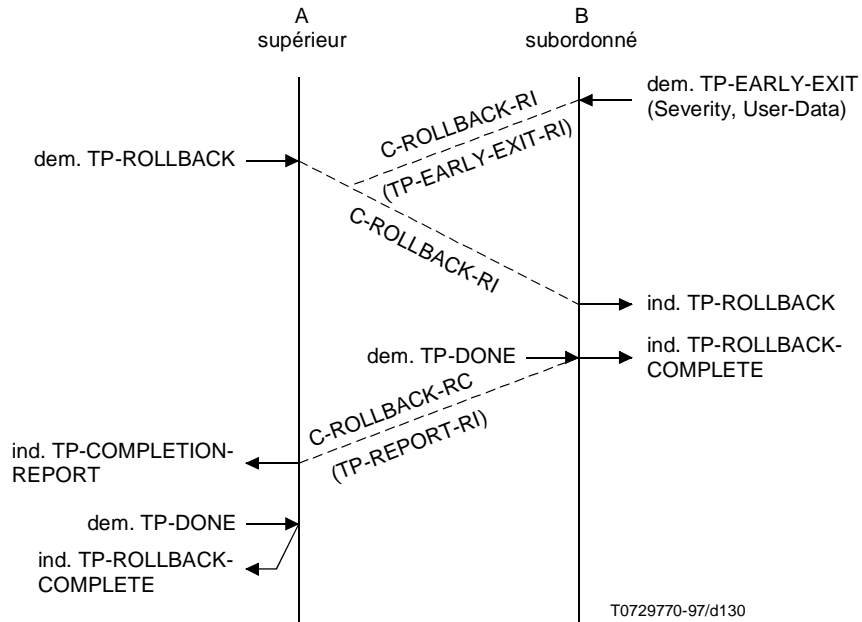 A
supérieur
B
subordonné
dem. TP-EARLY-EXIT
(Severity, User-Data)
C-ROLLBACK-RI
(TP-EARLY-EXIT-RI)
dem. TP-ROLLBACK
C-ROLLBACK-RI
ind. TP-ROLLBACK
dem. TP-DONE
ind. TP-ROLLBACK-
COMPLETE
C-ROLLBACK-RC
(TP-REPORT-RI)
ind. TP-COMPLETION-
REPORT
dem. TP-DONE
ind. TP-ROLLBACK-
COMPLETE
T0729770-97/d130